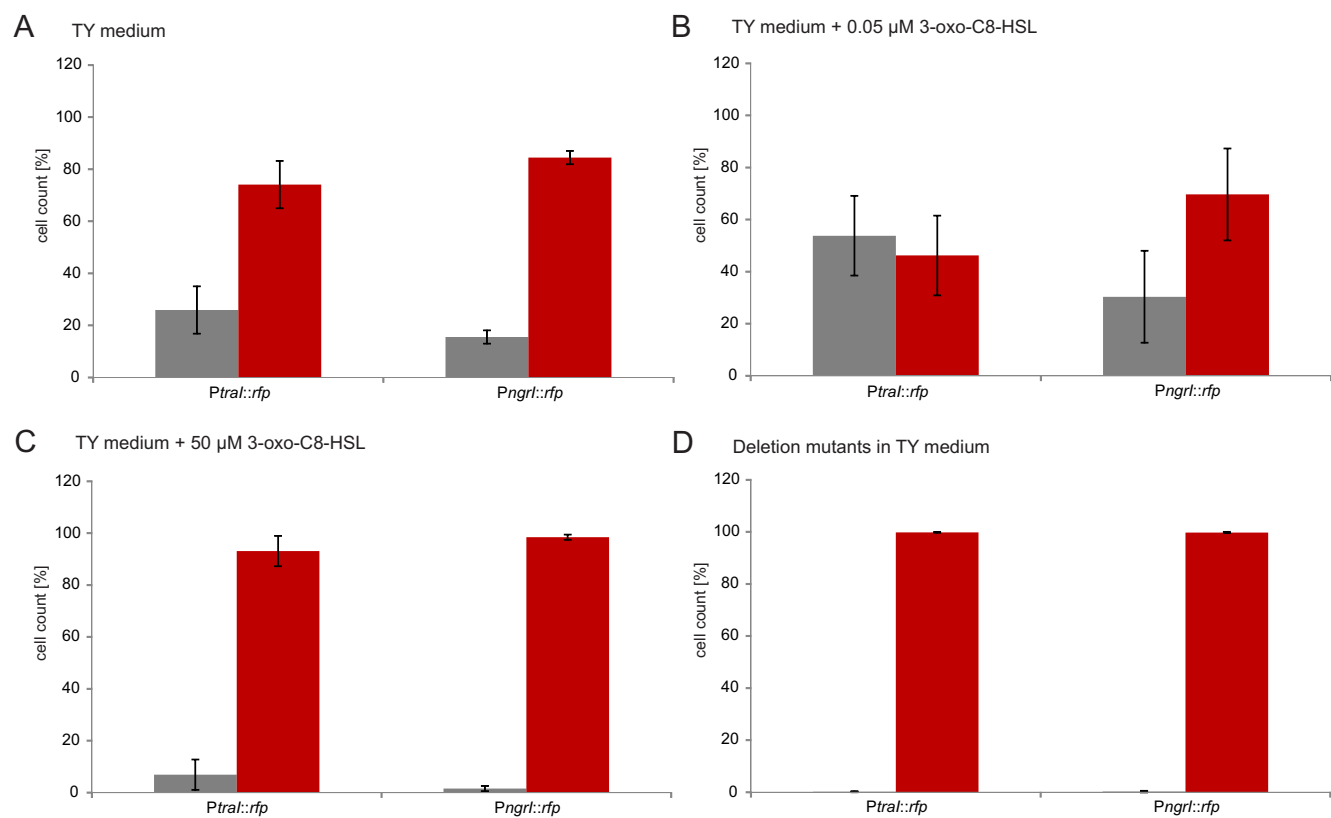 A TY medium
120
100
80
60
40
20
0
cell count [%]
PtraI::rfp PngrI::rfp
B TY medium + 0.05 µM 3-oxo-C8-HSL
120
100
80
60
40
20
0
cell count [%]
PtraI::rfp PngrI::rfp
C TY medium + 50 µM 3-oxo-C8-HSL
120
100
80
60
40
20
0
cell count [%]
PtraI::rfp PngrI::rfp
D Deletion mutants in TY medium
120
100
80
60
40
20
0
cell count [%]
PtraI::rfp PngrI::rfp